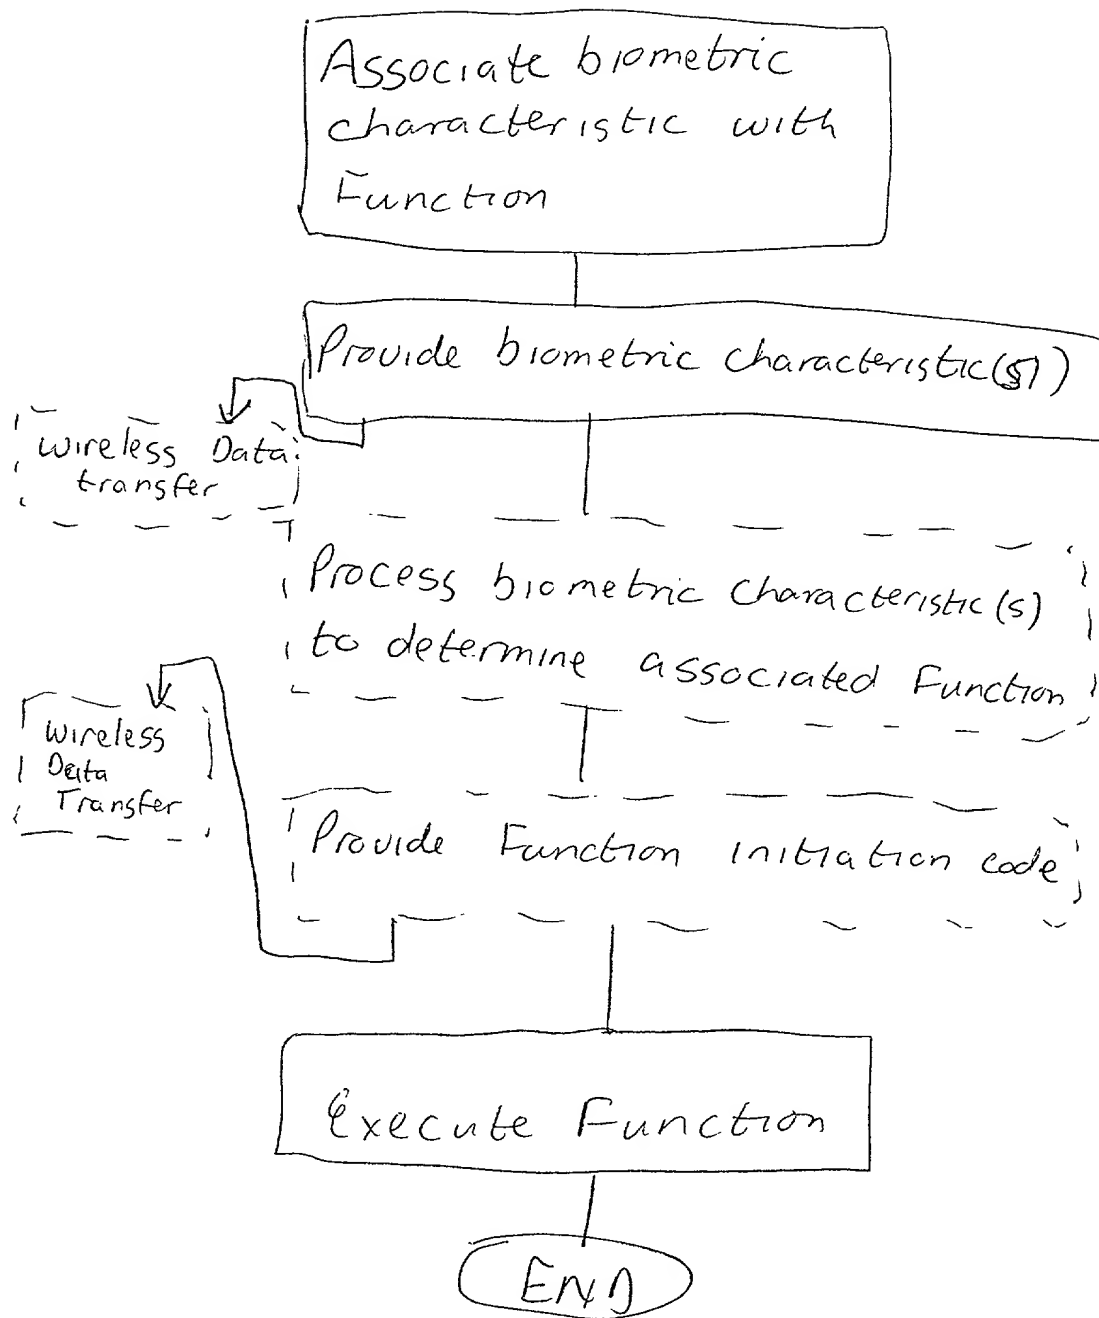 Associate biometric
characteristic with
Function
Provide biometric characteristic(s)
Wireless Data
transfer
Process biometric characteristic(s)
to determine associated Function
Wireless
Data
Transfer
Provide Function initiation code
Execute Function
END